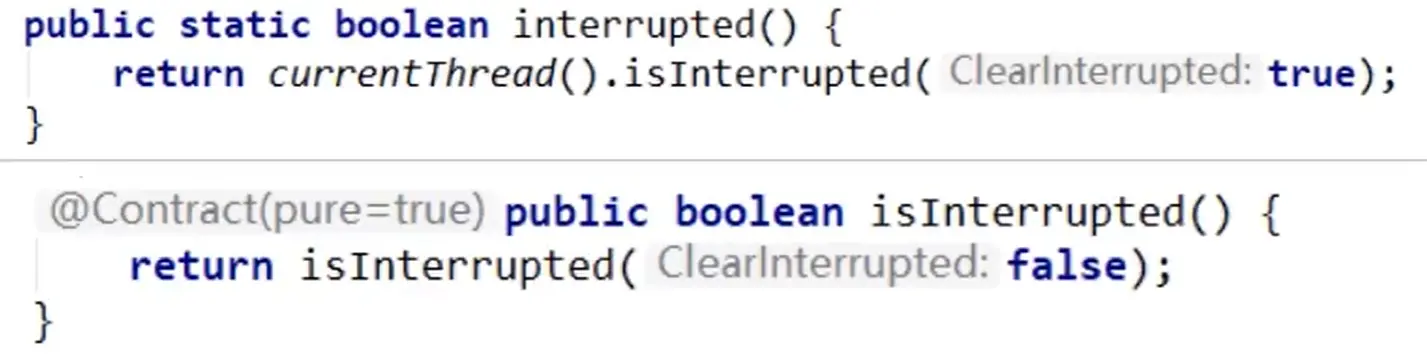 public static boolean interrupted() {
return currentThread().isInterrupted( ClearInterrupted: true);
}
@Contract(pure=true) public boolean isInterrupted() {
return isInterrupted( ClearInterrupted: false);
}